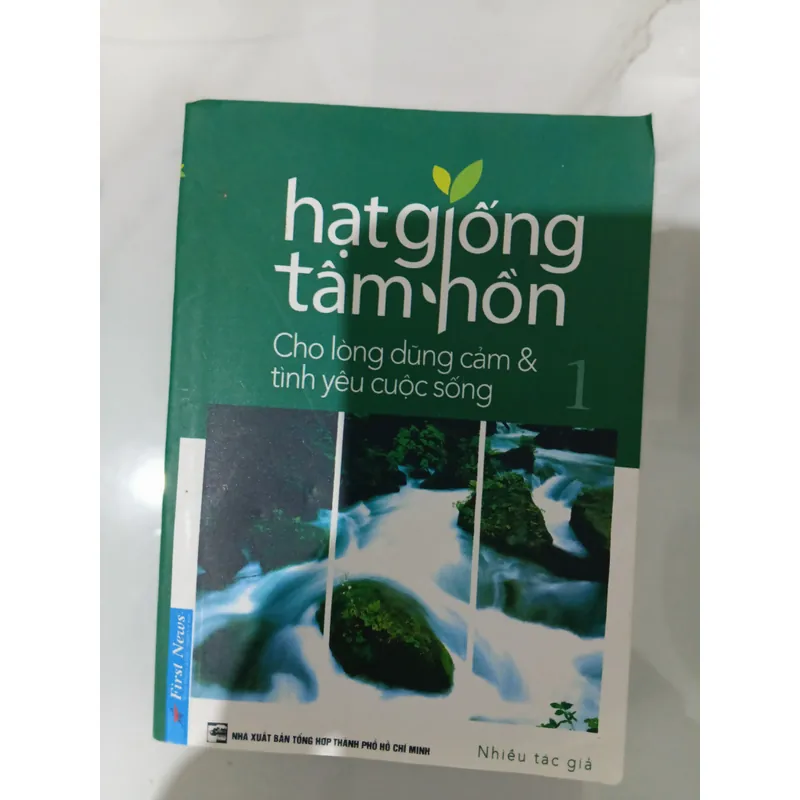 hạt giống
tâm hồn
Cho lòng dũng cảm &
tình yêu cuộc sống
1
First News
NHÀ XUẤT BẢN TỔNG HỢP THÀNH PHỐ HỒ CHÍ MINH
Nhiều tác giả